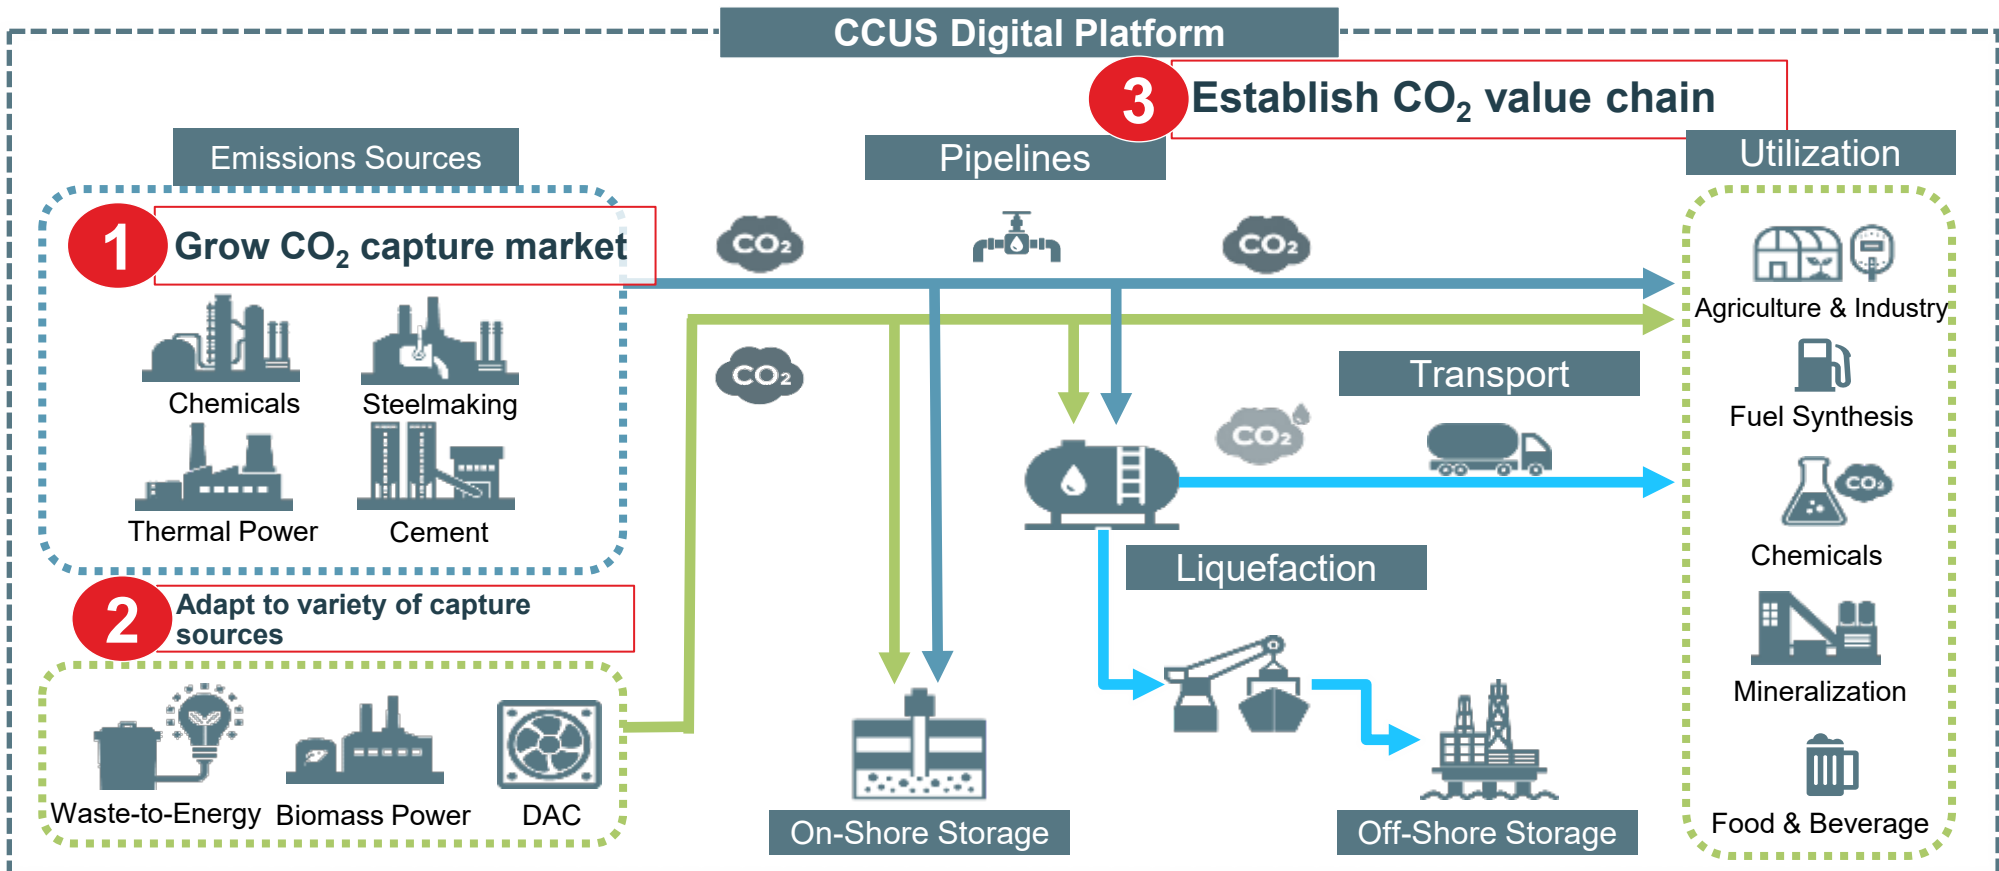 CCUS Digital Platform
3 Establish CO₂ value chain
Emissions Sources
Pipelines
Utilization
1 Grow CO₂ capture market
CO₂
CO₂
Agriculture & Industry
CO₂
Chemicals
Steelmaking
Transport
Fuel Synthesis
CO₂
CO₂
Thermal Power
Cement
Chemicals
Liquefaction
2 Adapt to variety of capture
sources
Mineralization
Waste-to-Energy
Biomass Power
DAC
On-Shore Storage
Off-Shore Storage
Food & Beverage